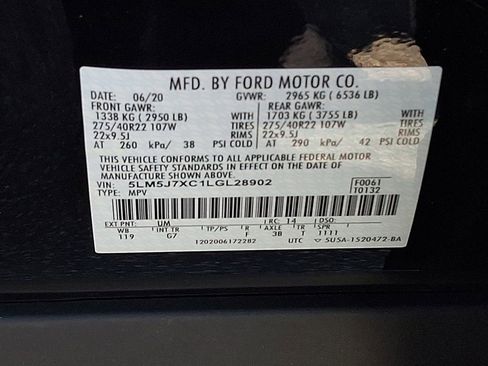 MFD. BY FORD MOTOR CO.
DATE: 06/20 GVWR: 2965 KG ( 6536 LB)
FRONT GAWR: REAR GAWR:
1338 KG ( 2950 LB) WITH 1703 KG ( 3755 LB) WITH
275/40R22 107W TIRES 275/40R22 107W TIRES
22x9.5J RIMS 22x9.5J RIMS
AT 260 kPa/ 38 PSI COLD AT 290 kPa/ 42 PSI COLD
THIS VEHICLE CONFORMS TO ALL APPLICABLE FEDERAL MOTOR
VEHICLE SAFETY STANDARDS IN EFFECT ON THE DATE OF
MANUFACTURE SHOWN ABOVE.
VIN: 5LM5J7XC1LGL28902 F0061
TYPE: MPV T0132
EXT PNT: UM RC: 14 DSO:
WB INT TR TP/PS R AXLE TR SPR
119 G7 F 3B T 1111
1202006172282 UTC SU5A-1520472-BA